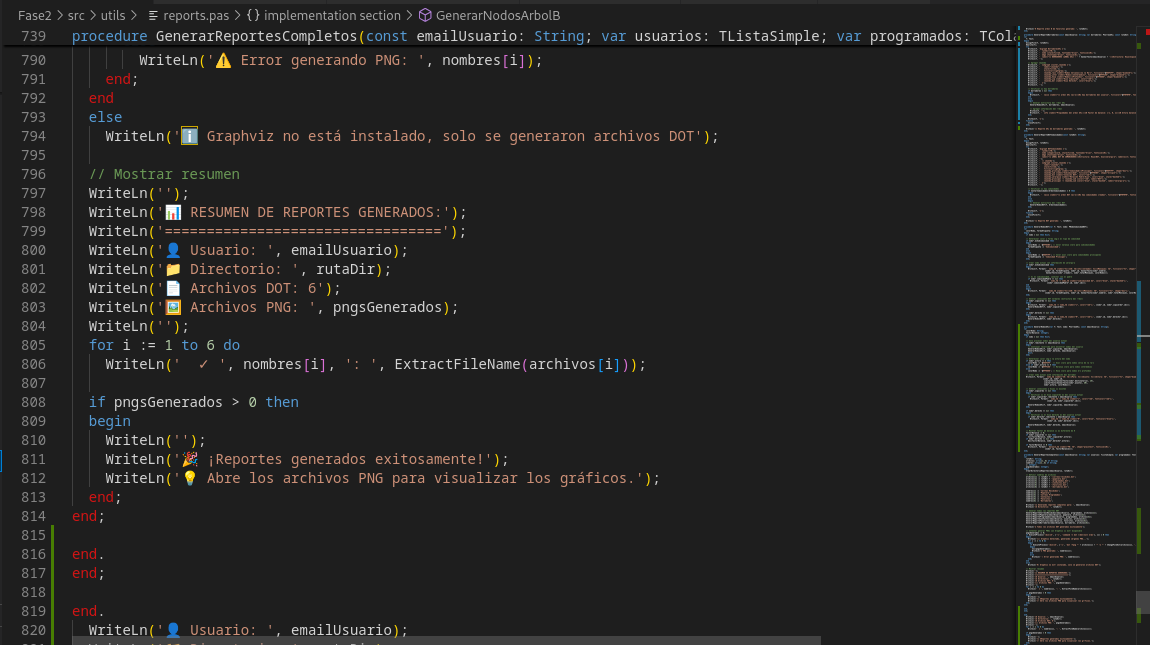 Fase2 > src > utils > reports.pas > {} implementation section > GenerarNodosArbolB
739 procedure GenerarReportesCompletos(const emailUsuario: String; var usuarios: TListaSimple; var programados: TCola
790 WriteLn('⚠️ Error generando PNG: ', nombres[i]);
791 end;
792 end
793 else
794 WriteLn('ℹ️ Graphviz no está instalado, solo se generaron archivos DOT');
795
796 // Mostrar resumen
797 WriteLn('');
798 WriteLn('📊 RESUMEN DE REPORTES GENERADOS:');
799 WriteLn('=================================');
800 WriteLn('👤 Usuario: ', emailUsuario);
801 WriteLn('📁 Directorio: ', rutaDir);
802 WriteLn('📄 Archivos DOT: 6');
803 WriteLn('🖼️ Archivos PNG: ', pngsGenerados);
804 WriteLn('');
805 for i := 1 to 6 do
806 WriteLn('   ✓ ', nombres[i], ': ', ExtractFileName(archivos[i]));
807
808 if pngsGenerados > 0 then
809 begin
810 WriteLn('');
811 WriteLn('🎉 ¡Reportes generados exitosamente!');
812 WriteLn('💡 Abre los archivos PNG para visualizar los gráficos.');
813 end;
814 end;
815
816 end.
817 end;
818
819 end.
820 WriteLn('👤 Usuario: ', emailUsuario);